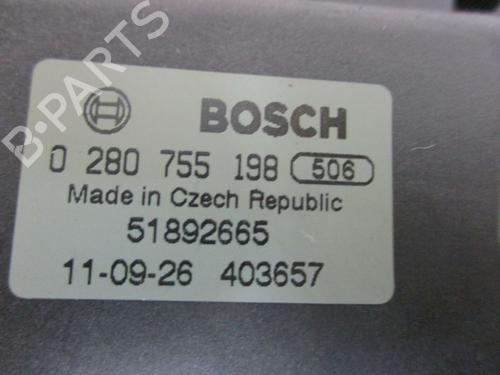 BOSCH
0 280 755 198 506
Made in Czech Republic
51892665
11-09-26 403657
B-PARTS